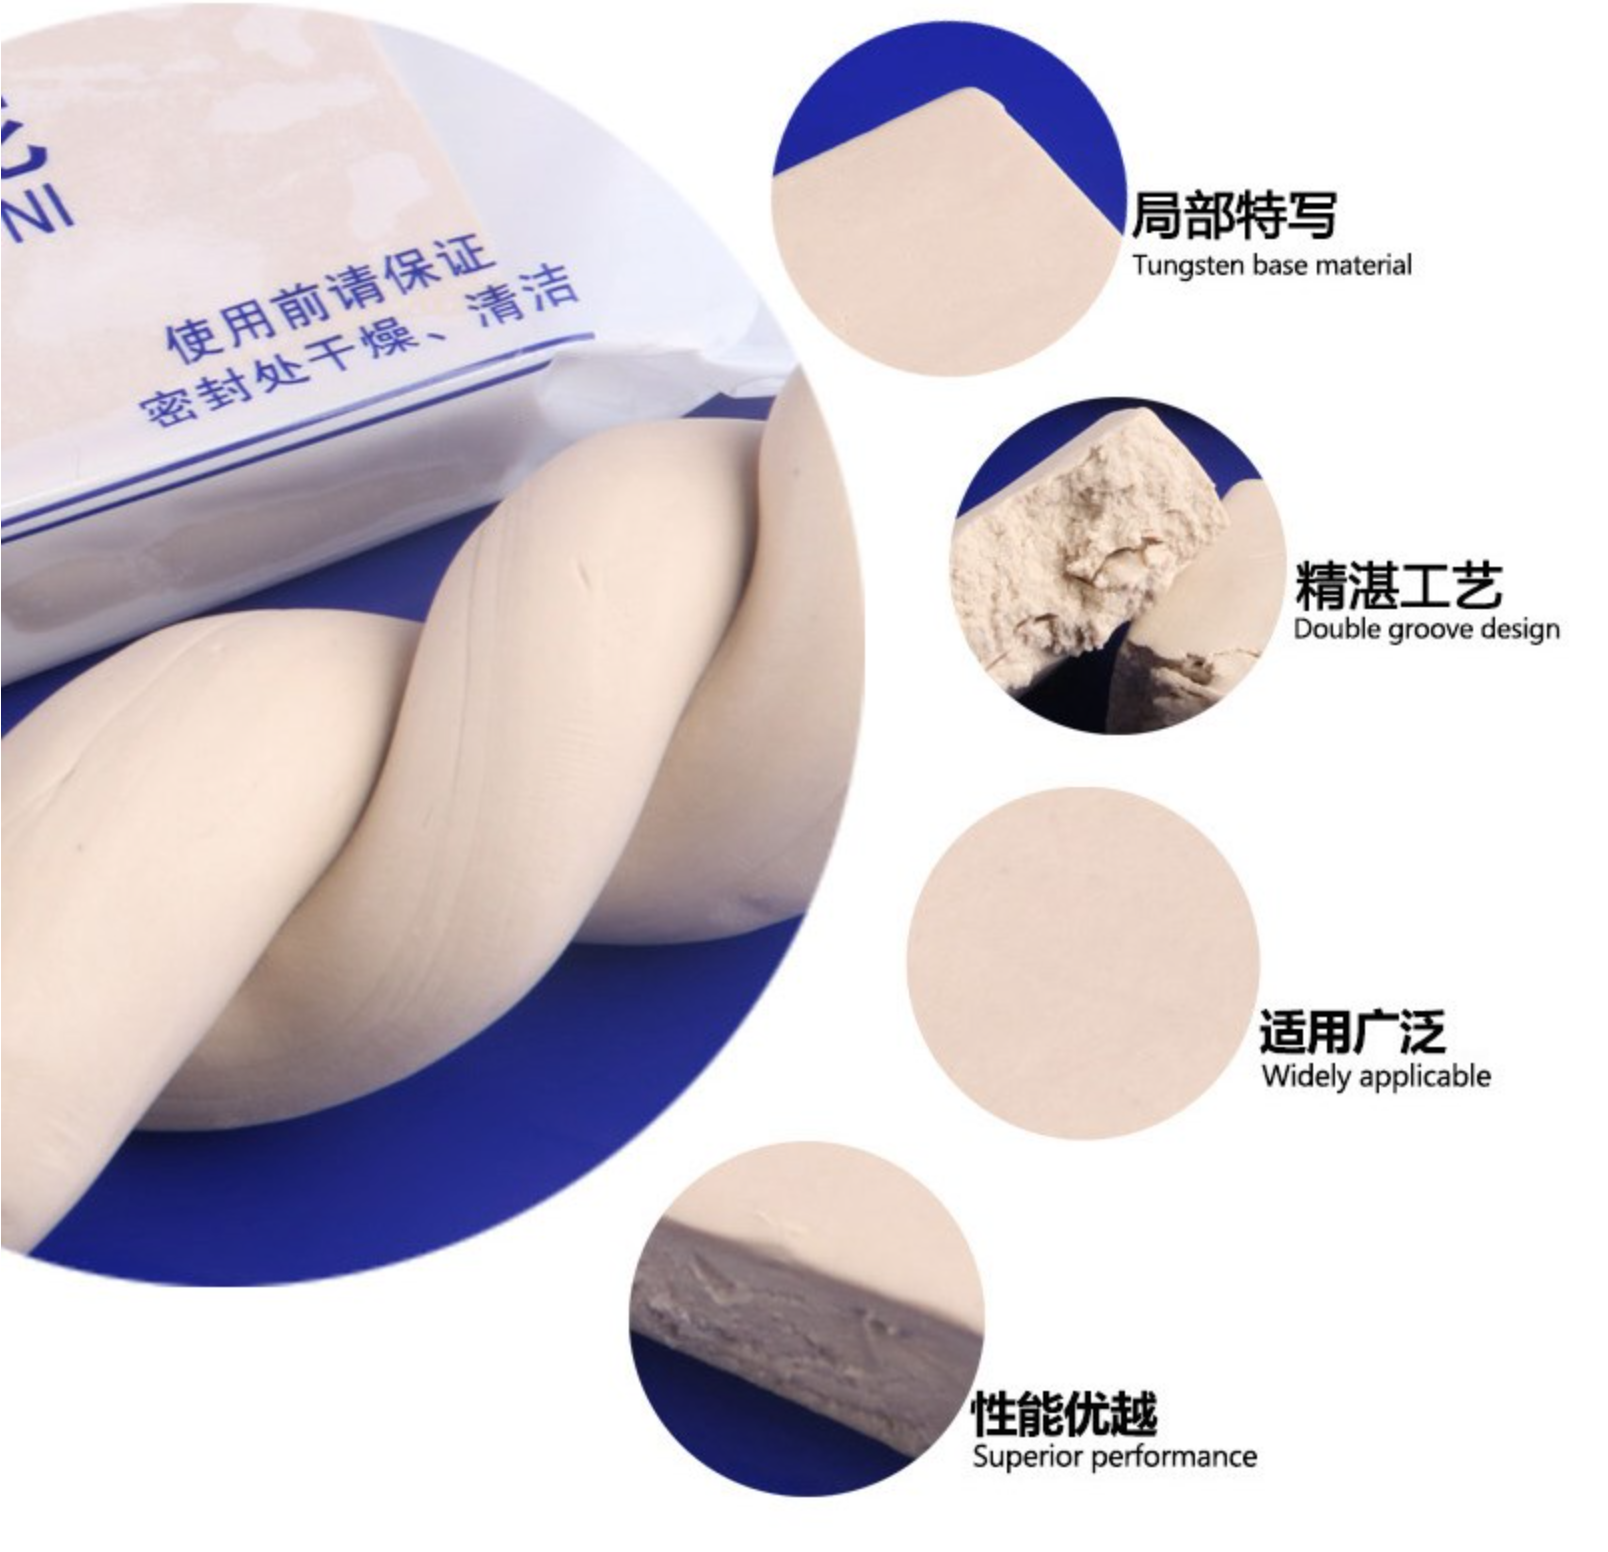 NI
使用前请保证
密封处干燥、清洁
局部特写
Tungsten base material
精湛工艺
Double groove design
适用广泛
Widely applicable
性能优越
Superior performance